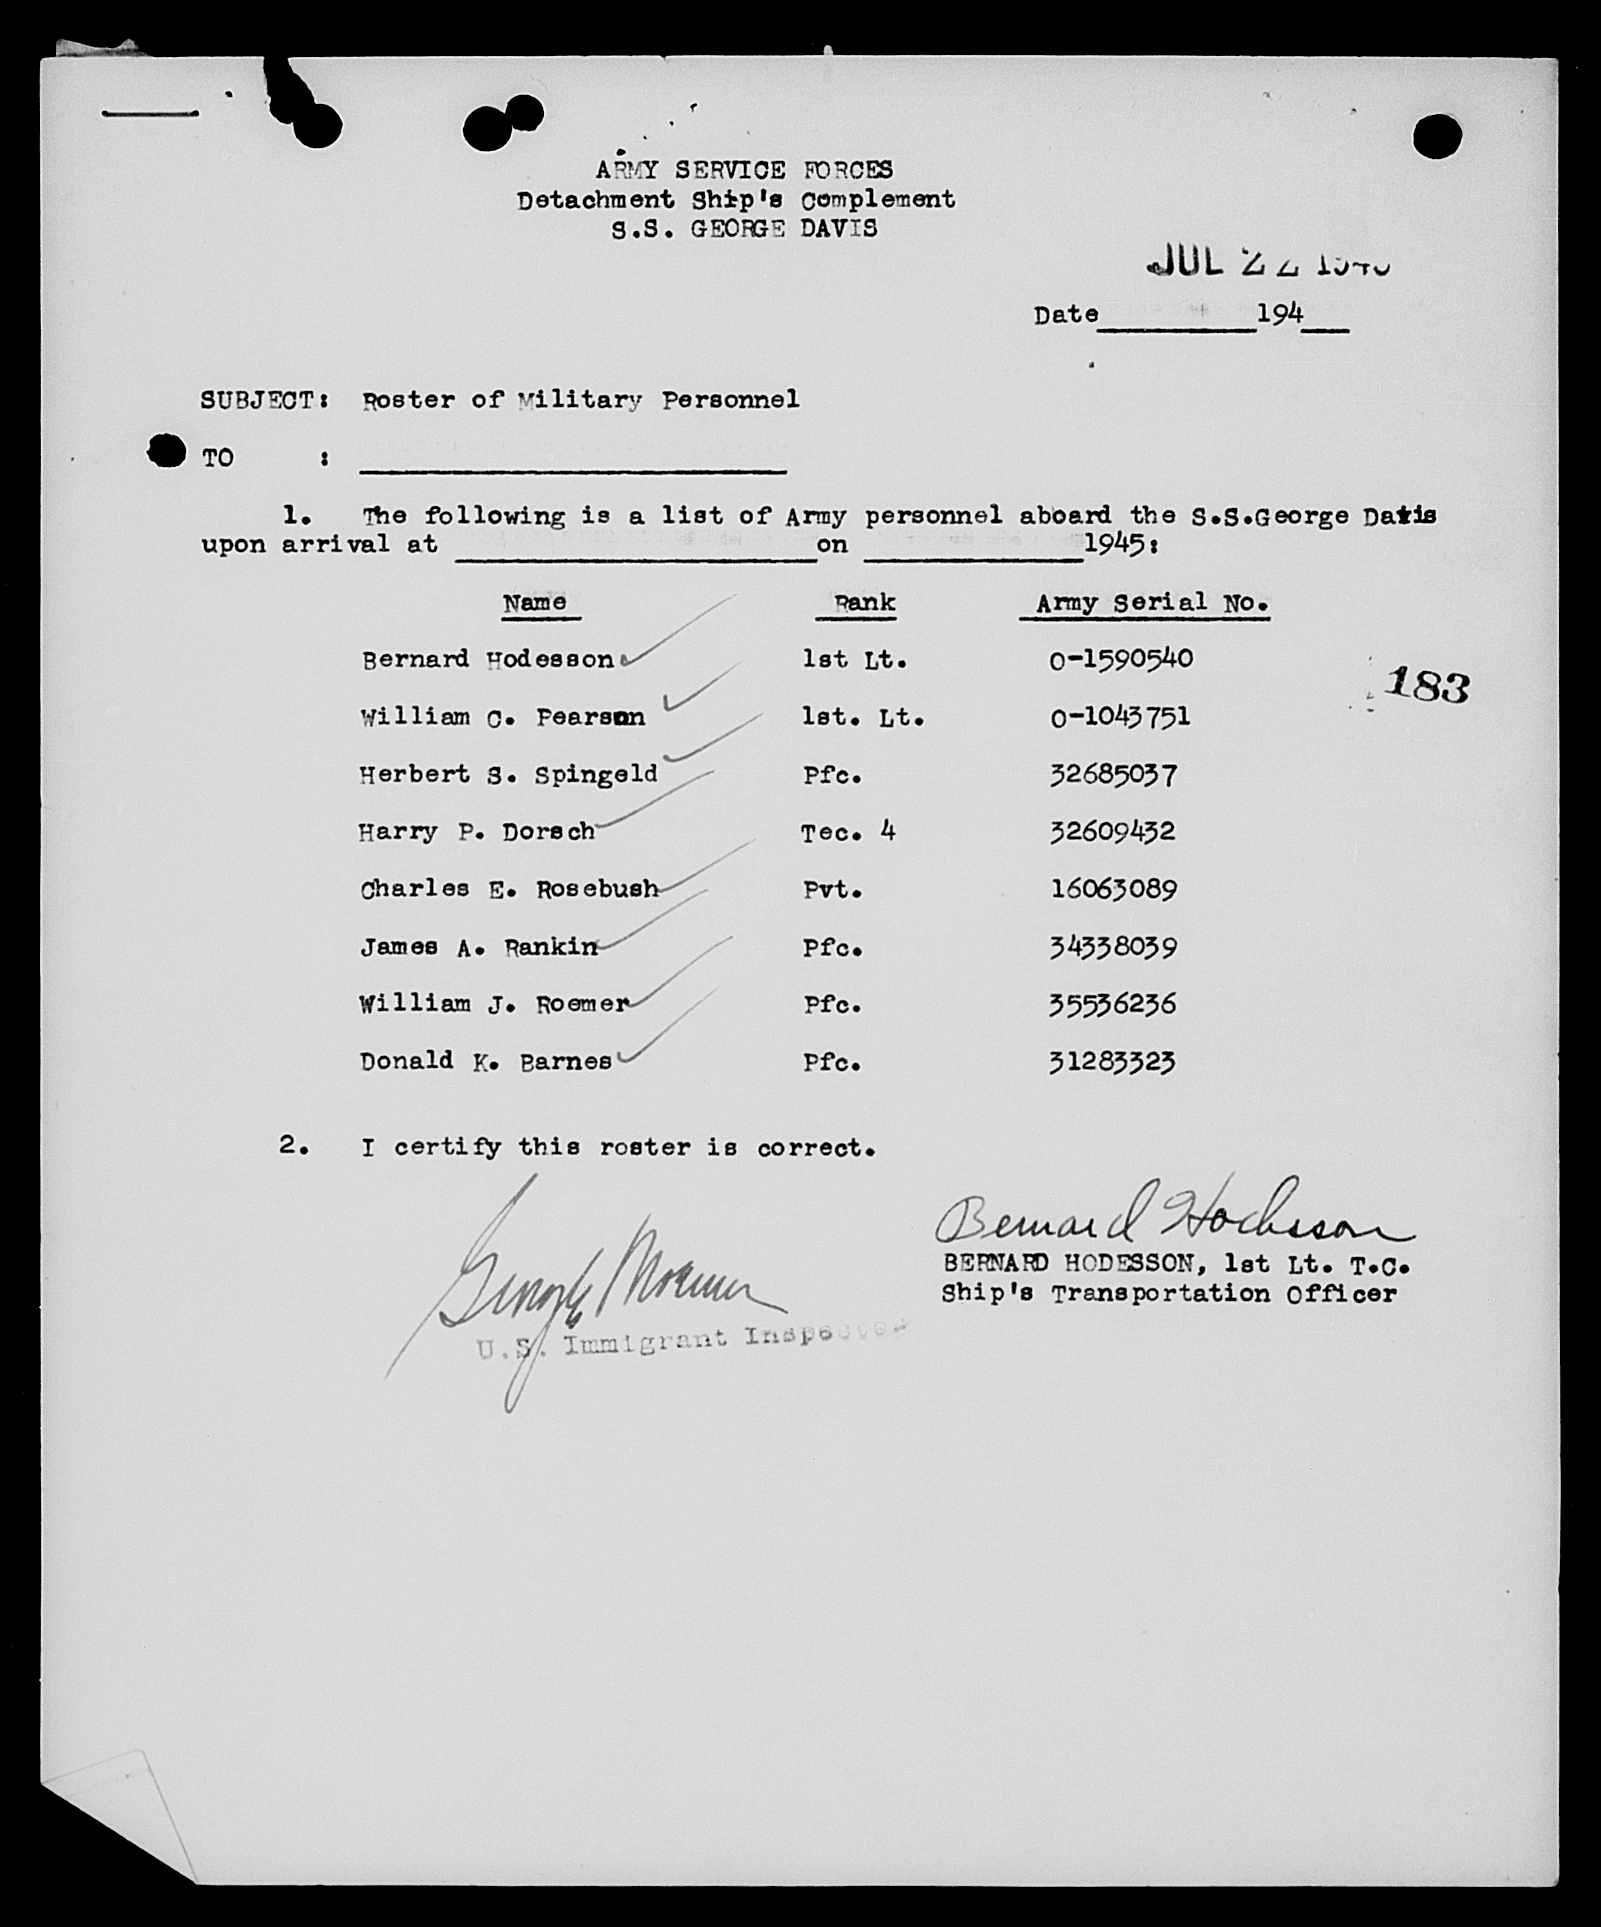 ARMY SERVICE FORCES
Detachment Ship's Complement
S.S. GEORGE DAVIS
JUL 22
Date 194
SUBJECT: Roster of Military Personnel
TO :
1. The following is a list of Army personnel aboard the S.S.George Davis
upon arrival at on 1945:
Name Rank Army Serial No.
Bernard Hodesson 1st Lt. O-1590540
183
William C. Pearson 1st. Lt. O-1043751
Herbert S. Spingeld Pfc. 32685037
Harry P. Dorsch Tec. 4 32609432
Charles E. Rosebush Pvt. 16063089
James A. Rankin Pfc. 34338039
William J. Roemer Pfc. 35536236
Donald K. Barnes Pfc. 31283323
2. I certify this roster is correct.
Bernard Hodesson
BERNARD HODESSON, 1st Lt. T.C.
Ship's Transportation Officer
U.S. Immigrant Inspector